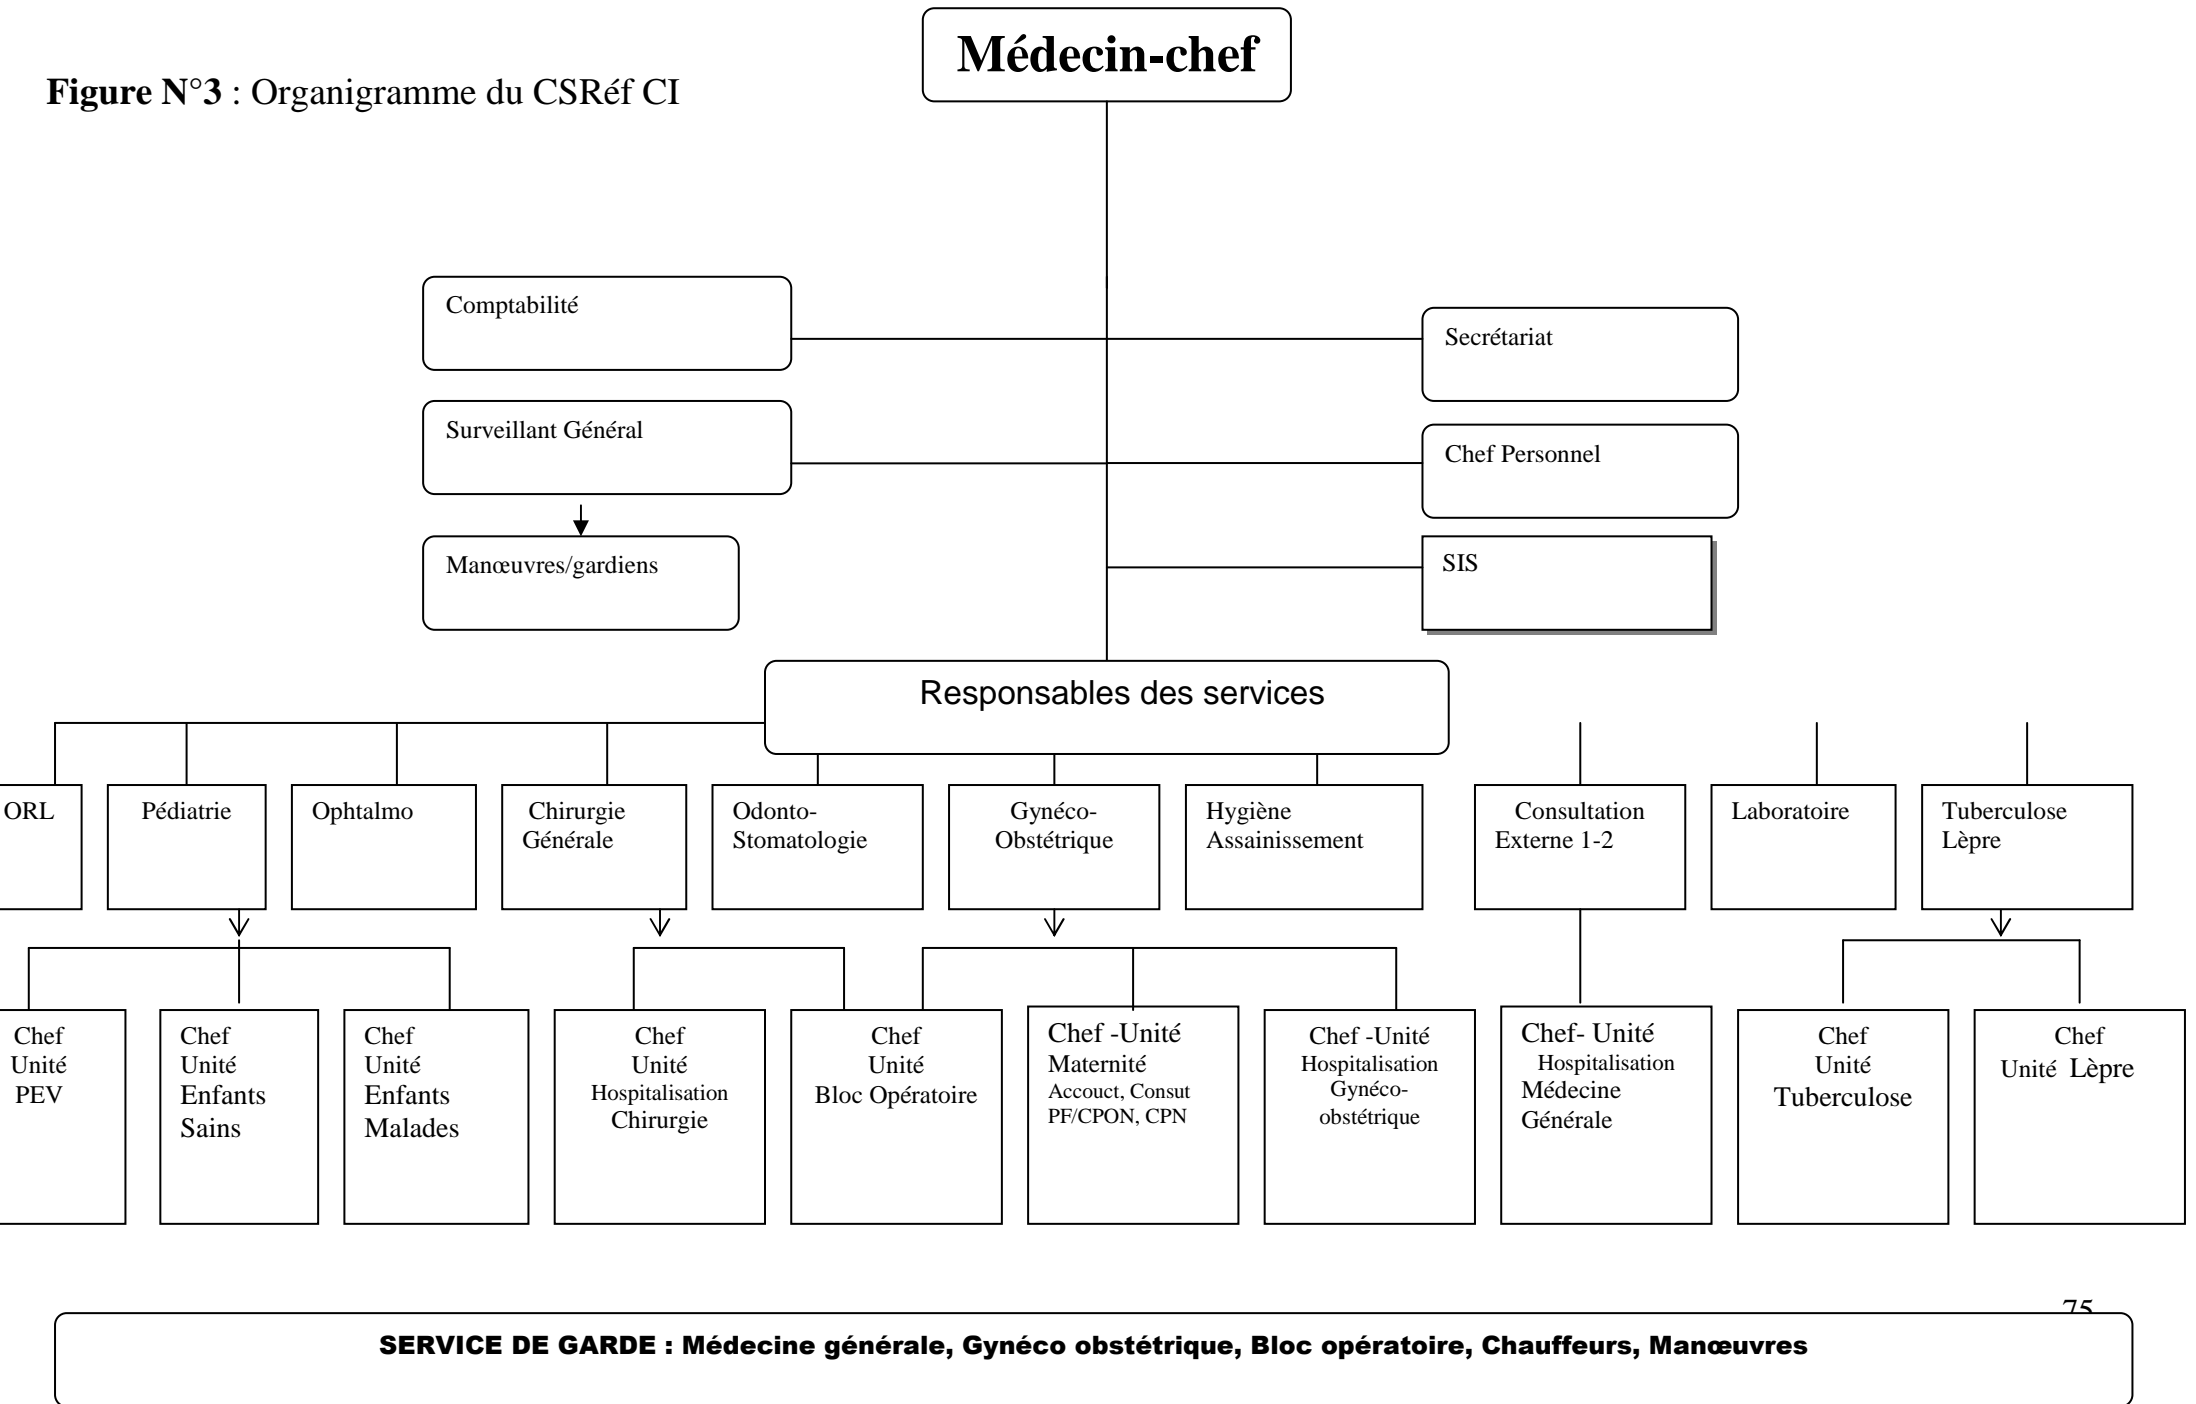 Médecin-chef
Figure N°3 : Organigramme du CSRéf CI
Comptabilité
Secrétariat
Surveillant Général
Chef Personnel
Manœuvres/gardiens
SIS
Responsables des services
ORL
Pédiatrie
Ophtalmo
Chirurgie
Générale
Odonto-
Stomatologie
Gynéco-
Obstétrique
Hygiène
Assainissement
Consultation
Externe 1-2
Laboratoire
Tuberculose
Lèpre
Chef
Unité
PEV
Chef
Unité
Enfants
Sains
Chef
Unité
Enfants
Malades
Chef
Unité
Hospitalisation
Chirurgie
Chef
Unité
Bloc Opératoire
Chef -Unité
Maternité
Accouct, Consut
PF/CPON, CPN
Chef -Unité
Hospitalisation
Gynéco-
obstétrique
Chef- Unité
Hospitalisation
Médecine
Générale
Chef
Unité
Tuberculose
Chef
Unité Lèpre
75
SERVICE DE GARDE : Médecine générale, Gynéco obstétrique, Bloc opératoire, Chauffeurs, Manœuvres